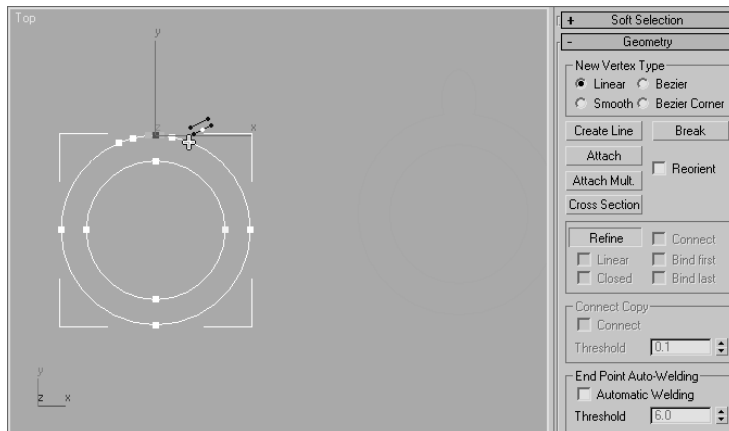 Top
y
x
z
y
z x
+ Soft Selection
- Geometry
New Vertex Type
Linear Bezier
Smooth Bezier Corner
Create Line Break
Attach
Reorient
Attach Mult.
Cross Section
Refine Connect
Linear Bind first
Closed Bind last
Connect Copy
Connect
Threshold 0.1
End Point Auto-Welding
Automatic Welding
Threshold 6.0